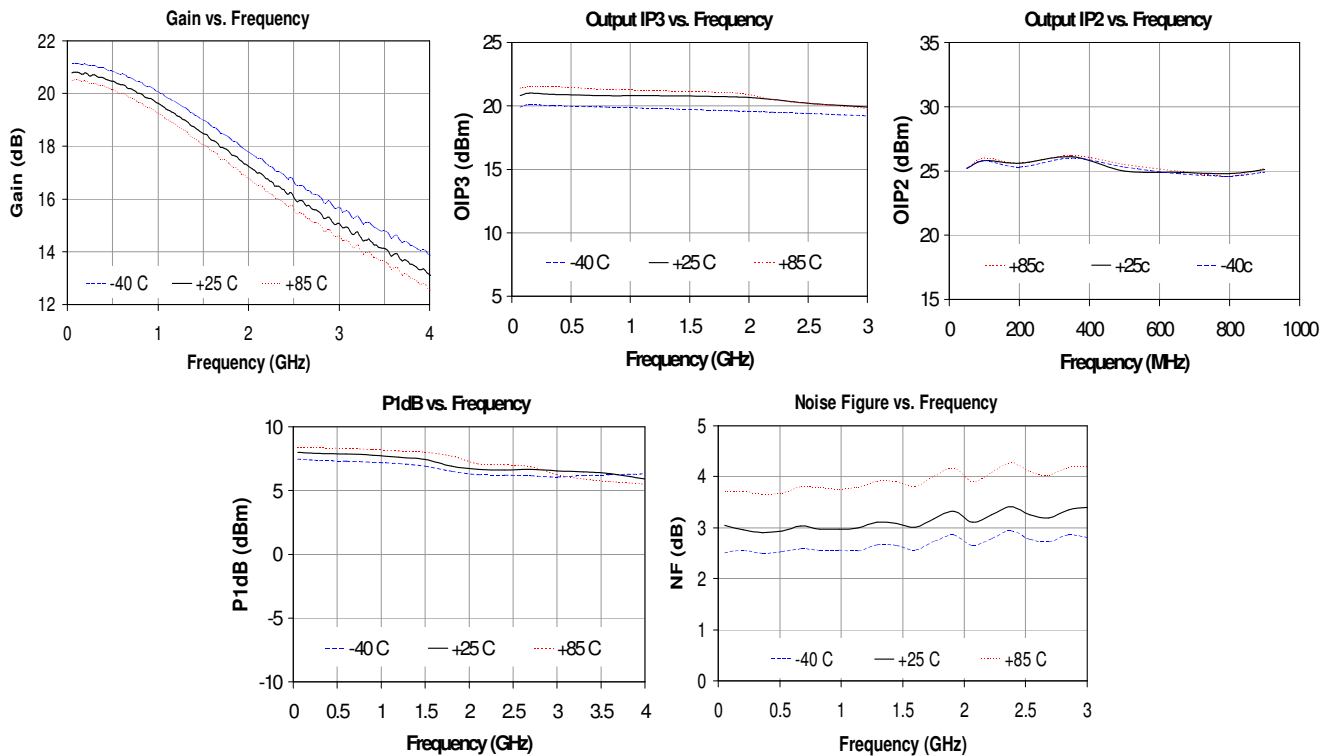 Gain vs. Frequency
22
20
18
16
14
12
Gain (dB)
-40 C +25 C +85 C
0 1 2 3 4
Frequency (GHz)
Output IP3 vs. Frequency
25
20
15
10
5
OIP3 (dBm)
-40 C +25 C +85 C
0 0.5 1 1.5 2 2.5 3
Frequency (GHz)
Output IP2 vs. Frequency
35
30
25
20
15
OIP2 (dBm)
+85c +25c -40c
0 200 400 600 800 1000
Frequency (MHz)
P1dB vs. Frequency
10
5
0
-5
-10
P1dB (dBm)
-40 C +25 C +85 C
0 0.5 1 1.5 2 2.5 3 3.5 4
Frequency (GHz)
Noise Figure vs. Frequency
5
4
3
2
1
0
NF (dB)
-40 C +25 C +85 C
0 0.5 1 1.5 2 2.5 3
Frequency (GHz)